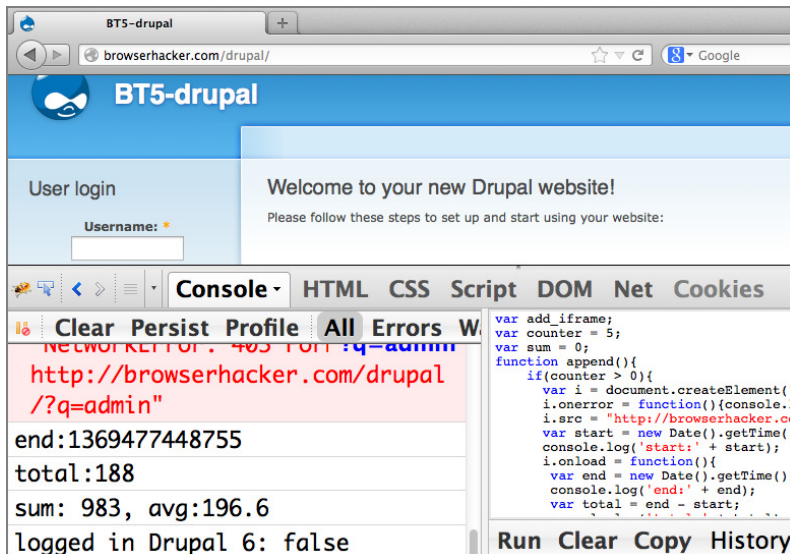 BT5-drupal
browserhacker.com/drupal/
Google
BT5-drupal
User login
Username: *
Welcome to your new Drupal website!
Please follow these steps to set up and start using your website:
Console HTML CSS Script DOM Net Cookies
Clear Persist Profile All Errors
http://browserhacker.com/drupal
/?q=admin"
end:1369477448755
total:188
sum: 983, avg:196.6
logged in Drupal 6: false
var add_iframe;
var counter = 5;
var sum = 0;
function append(){
if(counter > 0){
var i = document.createElement(
i.onerror = function(){console.
i.src = "http://browserhacker.co
var start = new Date().getTime(
console.log('start:' + start);
i.onload = function(){
var end = new Date().getTime()
console.log('end:' + end);
var total = end - start;
Run Clear Copy History